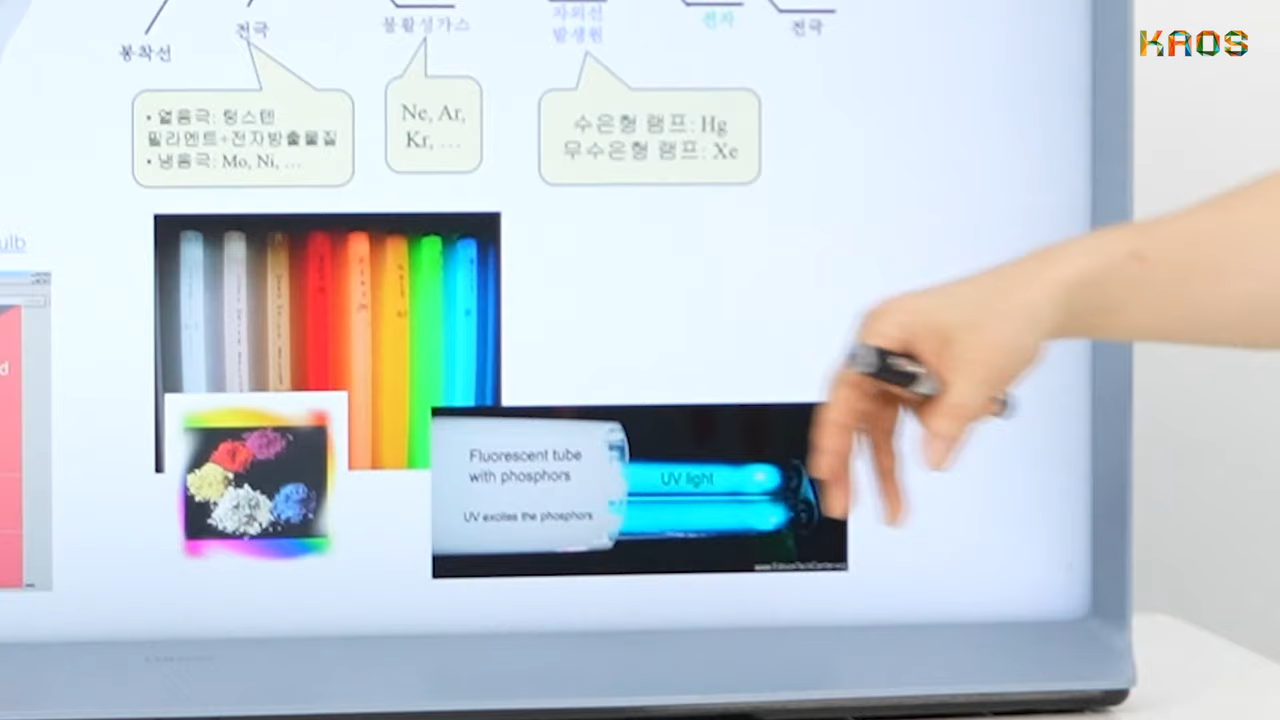 KAOS
봉착선
전극
불활성가스
자외선
발생원
전자
전극
• 열음극: 텅스텐
필라멘트+전자방출물질
• 냉음극: Mo, Ni, …
Ne, Ar,
Kr, …
수은형 램프: Hg
무수은형 램프: Xe
ulb
d
Fluorescent tube
with phosphors
UV light
UV excites the phosphors